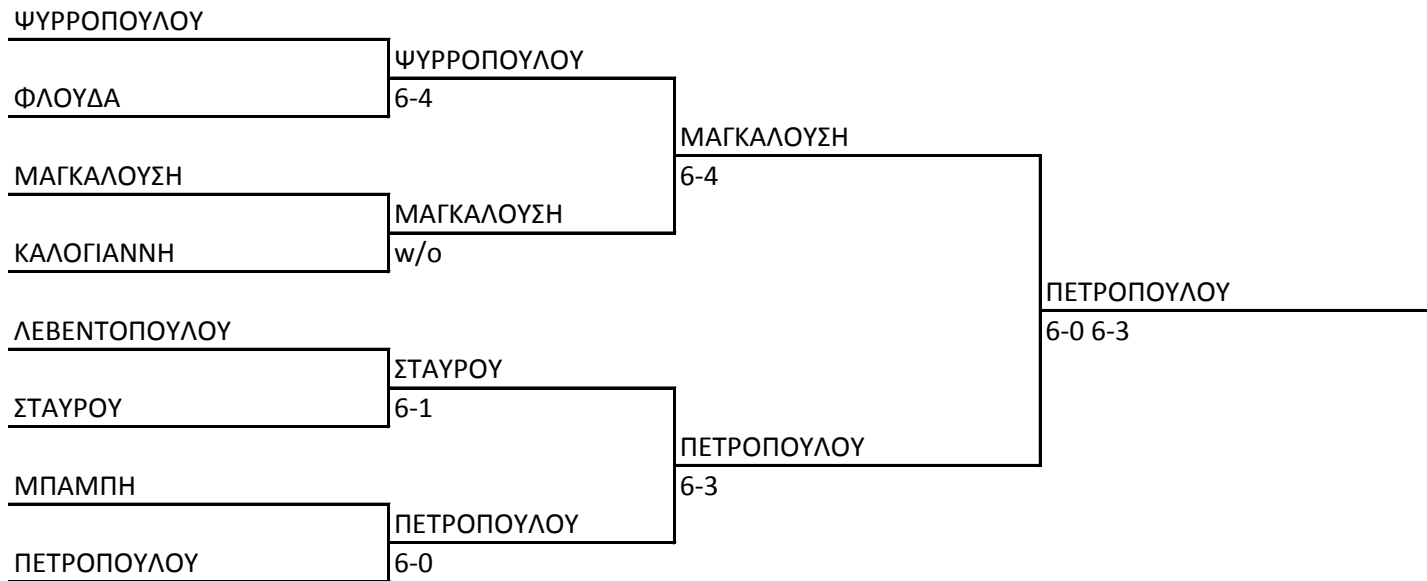 ΨΥΡΡΟΠΟΥΛΟΥ
ΨΥΡΡΟΠΟΥΛΟΥ
ΦΛΟΥΔΑ
6-4
ΜΑΓΚΑΛΟΥΣΗ
ΜΑΓΚΑΛΟΥΣΗ
6-4
ΜΑΓΚΑΛΟΥΣΗ
ΚΑΛΟΓΙΑΝΝΗ
w/o
ΠΕΤΡΟΠΟΥΛΟΥ
ΛΕΒΕΝΤΟΠΟΥΛΟΥ
6-0 6-3
ΣΤΑΥΡΟΥ
ΣΤΑΥΡΟΥ
6-1
ΠΕΤΡΟΠΟΥΛΟΥ
ΜΠΑΜΠΗ
6-3
ΠΕΤΡΟΠΟΥΛΟΥ
ΠΕΤΡΟΠΟΥΛΟΥ
6-0